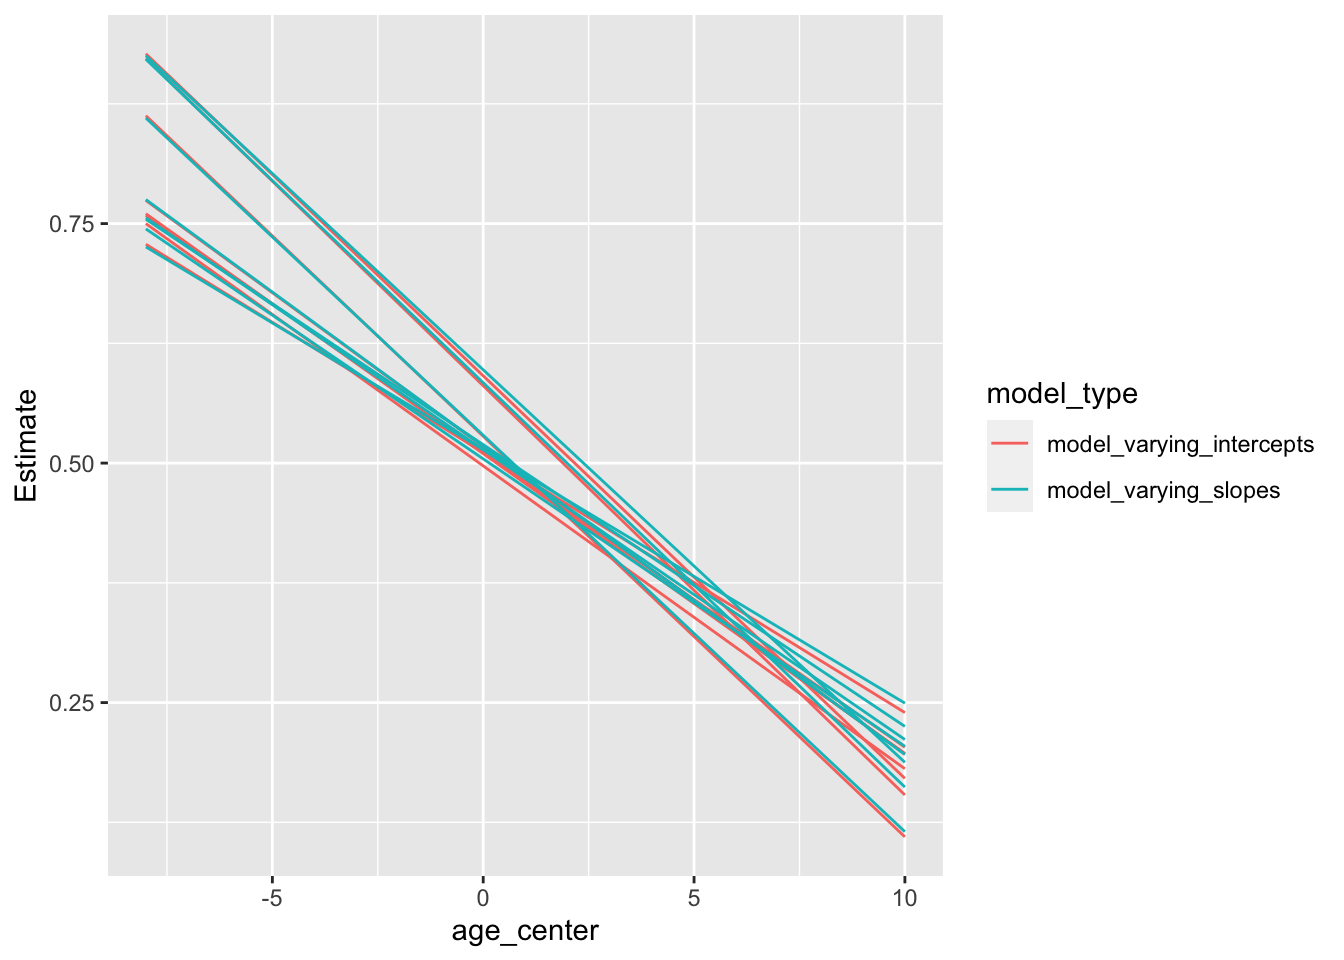 Estimate
0.75
0.50
0.25
-5 0 5 10
age_center
model_type
model_varying_intercepts
model_varying_slopes